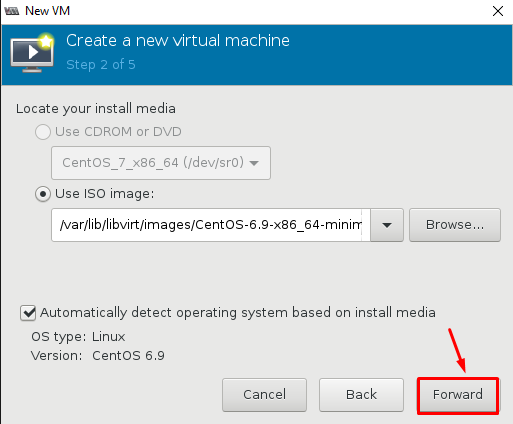 New VM
Create a new virtual machine
Step 2 of 5
Locate your install media
Use CDROM or DVD
CentOS_7_x86_64 (/dev/sr0)
Use ISO image:
/var/lib/libvirt/images/CentOS-6.9-x86_64-minim
Browse...
Automatically detect operating system based on install media
OS type: Linux
Version: CentOS 6.9
Cancel Back Forward